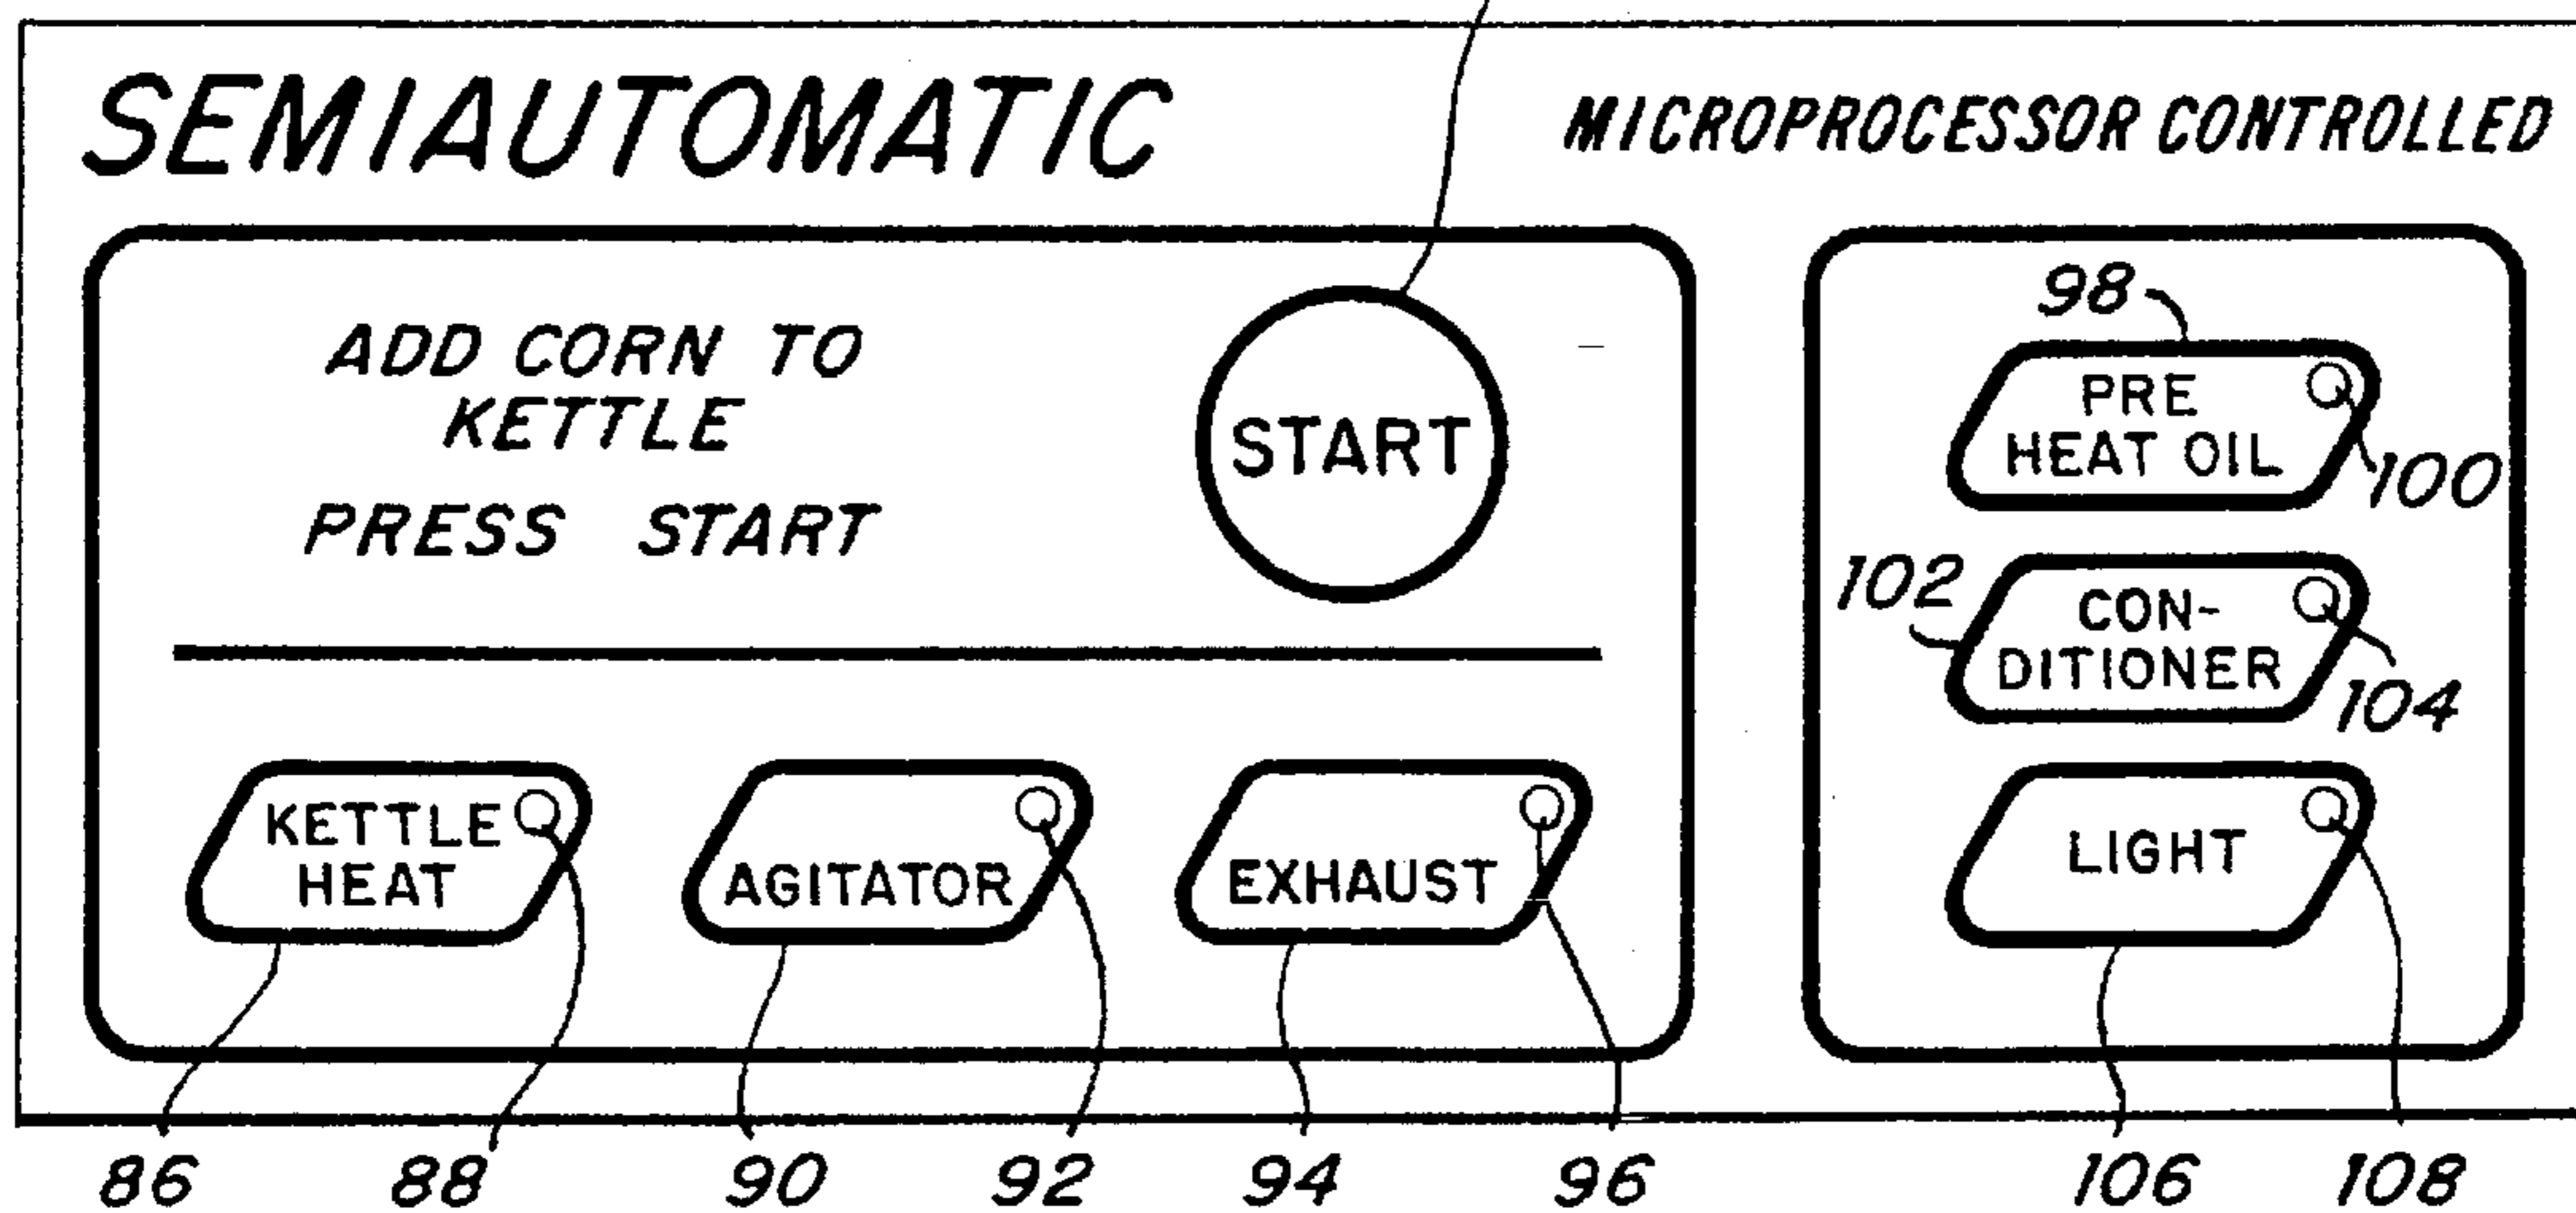 SEMIAUTOMATIC
MICROPROCESSOR CONTROLLED
ADD CORN TO
KETTLE
PRESS START
START
KETTLE
HEAT
AGITATOR
EXHAUST
98
PRE
HEAT OIL
100
102
CON-
DITIONER
104
LIGHT
86 88 90 92 94 96 106 108